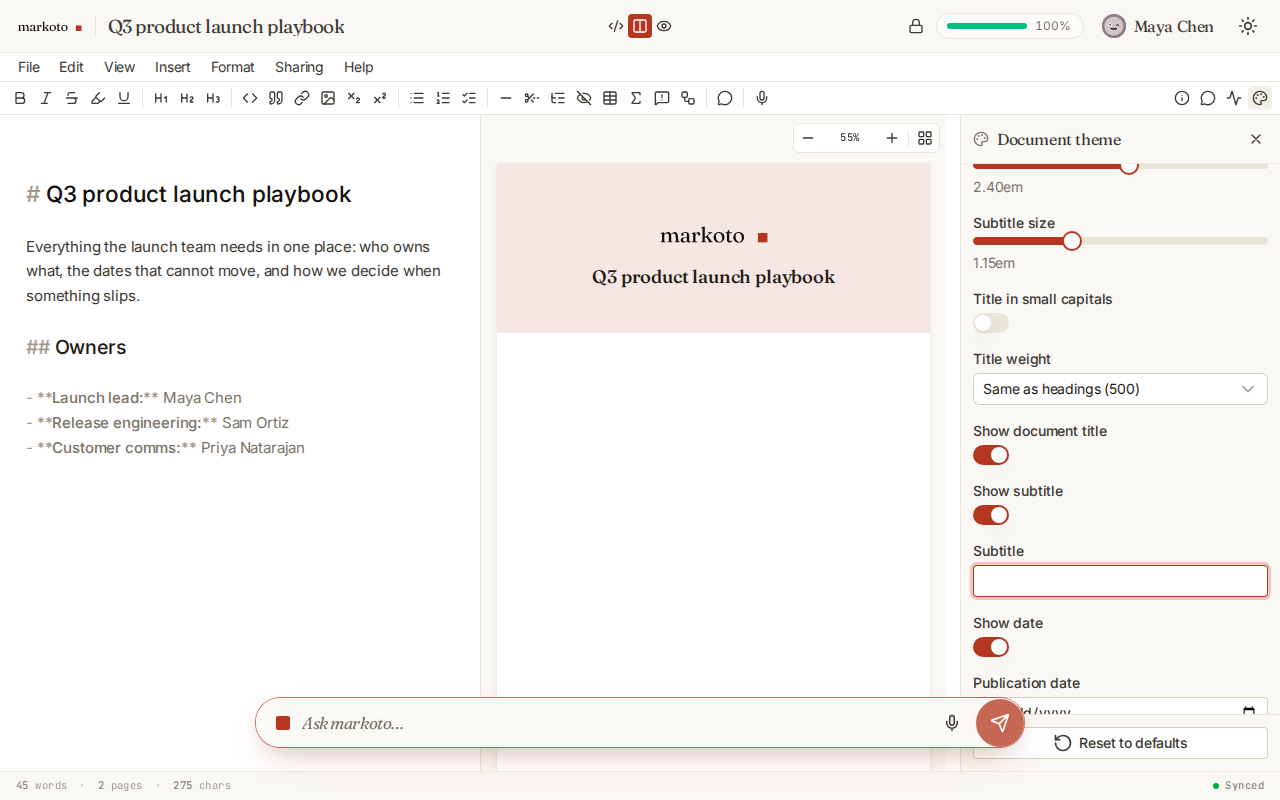 markoto
Q3 product launch playbook
100%
Maya Chen
File
Edit
View
Insert
Format
Sharing
Help
B
I
S
U
H1
H2
H3
X2
x²
Σ
55%
Document theme
# Q3 product launch playbook
Everything the launch team needs in one place: who owns
what, the dates that cannot move, and how we decide when
something slips.
## Owners
- **Launch lead:** Maya Chen
- **Release engineering:** Sam Ortiz
- **Customer comms:** Priya Natarajan
markoto
Q3 product launch playbook
2.40em
Subtitle size
1.15em
Title in small capitals
Title weight
Same as headings (500)
Show document title
Show subtitle
Subtitle
Show date
Publication date
Reset to defaults
Ask markoto...
45 words · 2 pages · 275 chars
Synced